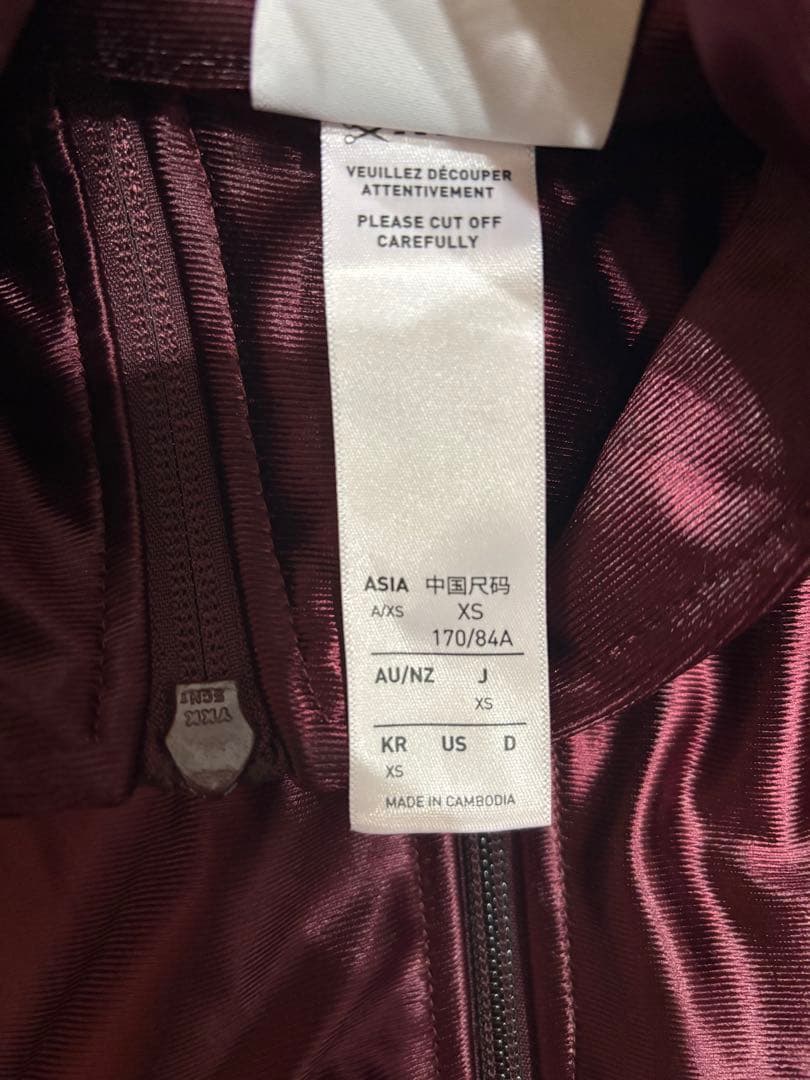 VEUILLEZ DÉCOUPER
ATTENTIVEMENT
PLEASE CUT OFF
CAREFULLY
ASIA 中国尺码
A/XS XS
170/84A
AU/NZ J
XS
KR US D
XS
MADE IN CAMBODIA
YKK
5CNT